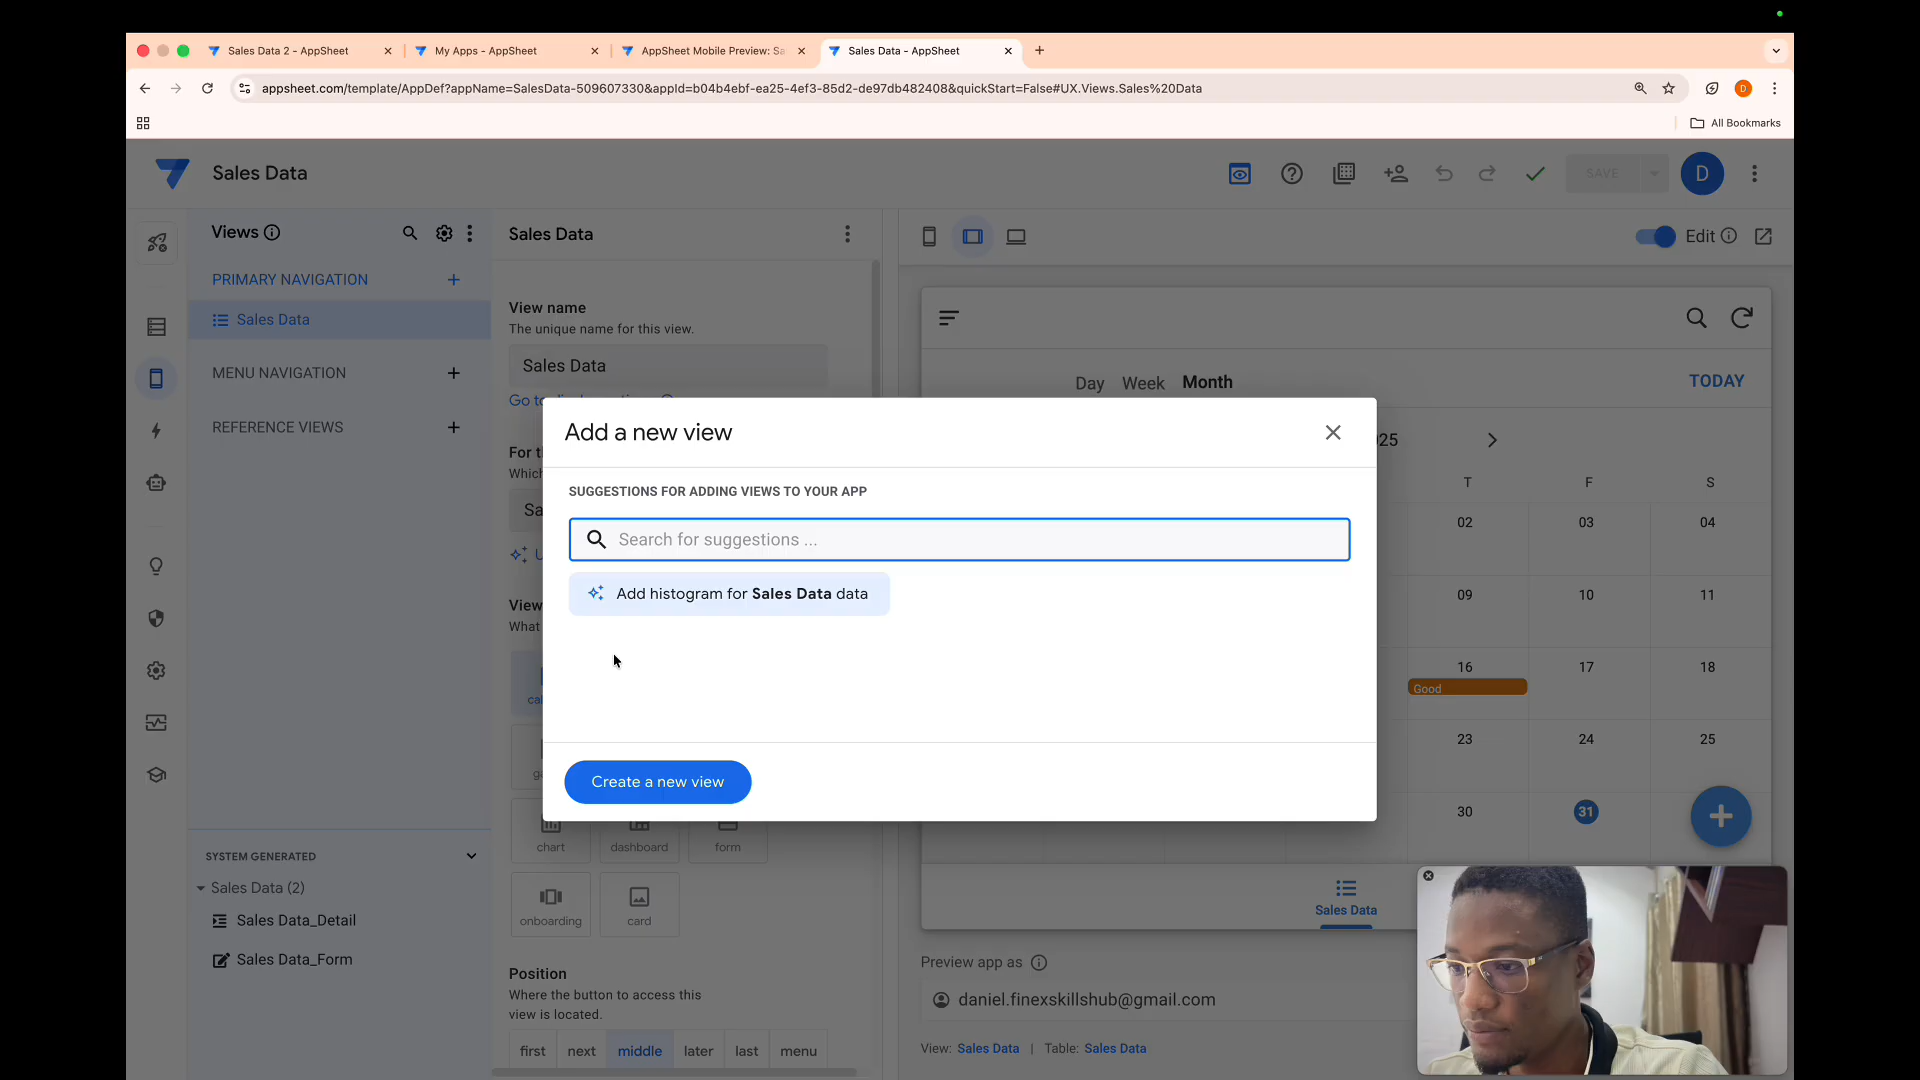 Sales Data 2 - AppSheet
My Apps - AppSheet
AppSheet Mobile Preview: Sa
Sales Data - AppSheet
appsheet.com/template/AppDef?appName=SalesData-509607330&appId=b04b4ebf-ea25-4ef3-85d2-de97db482408&quickStart=False#UX.Views.Sales%20Data
D
All Bookmarks
Sales Data
SAVE
D
Views
PRIMARY NAVIGATION
Sales Data
MENU NAVIGATION
REFERENCE VIEWS
SYSTEM GENERATED
Sales Data (2)
Sales Data_Detail
Sales Data_Form
Sales Data
View name
The unique name for this view.
Sales Data
Go to
For t
Which
Sa
U
View
What
cal
ga
chart
dashboard
form
onboarding
card
Position
Where the button to access this
view is located.
first
next
middle
later
last
menu
Add a new view
SUGGESTIONS FOR ADDING VIEWS TO YOUR APP
Search for suggestions ...
Add histogram for Sales Data data
Create a new view
Edit
Day
Week
Month
TODAY
25
T
F
S
02
03
04
09
10
11
16
17
18
Good
23
24
25
30
31
Sales Data
Preview app as
daniel.finexskillshub@gmail.com
View: Sales Data | Table: Sales Data